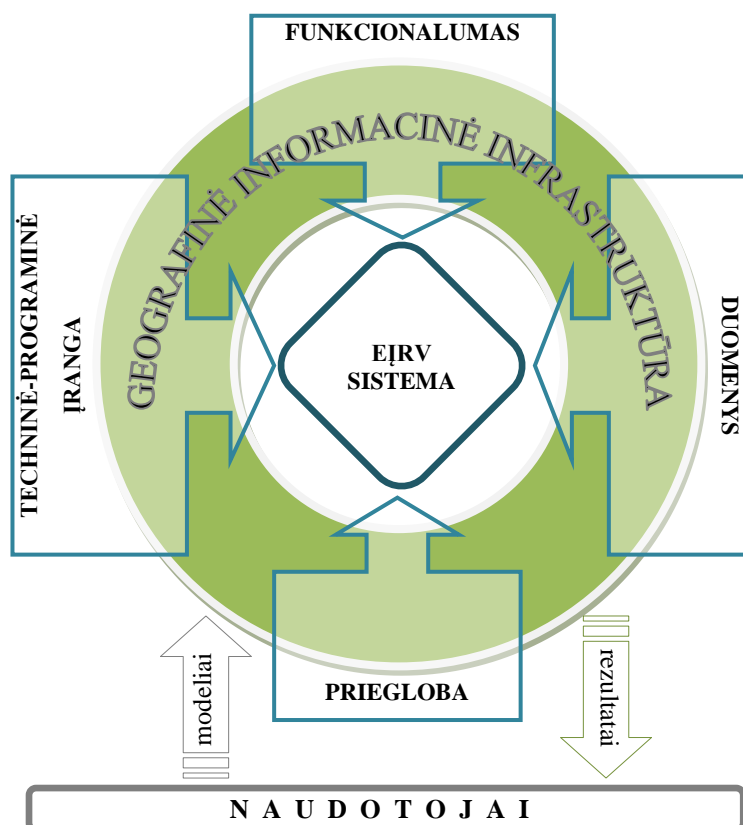 FUNKCIONALUMAS
GEOGRAFINĖ INFORMACINĖ INFRASTRUKTŪRA
TECHNINĖ-PROGRAMINĖ
ĮRANGA
EĮRV
SISTEMA
DUOMENYS
PRIEGLOBA
modeliai
rezultatai
N A U D O T O J A I